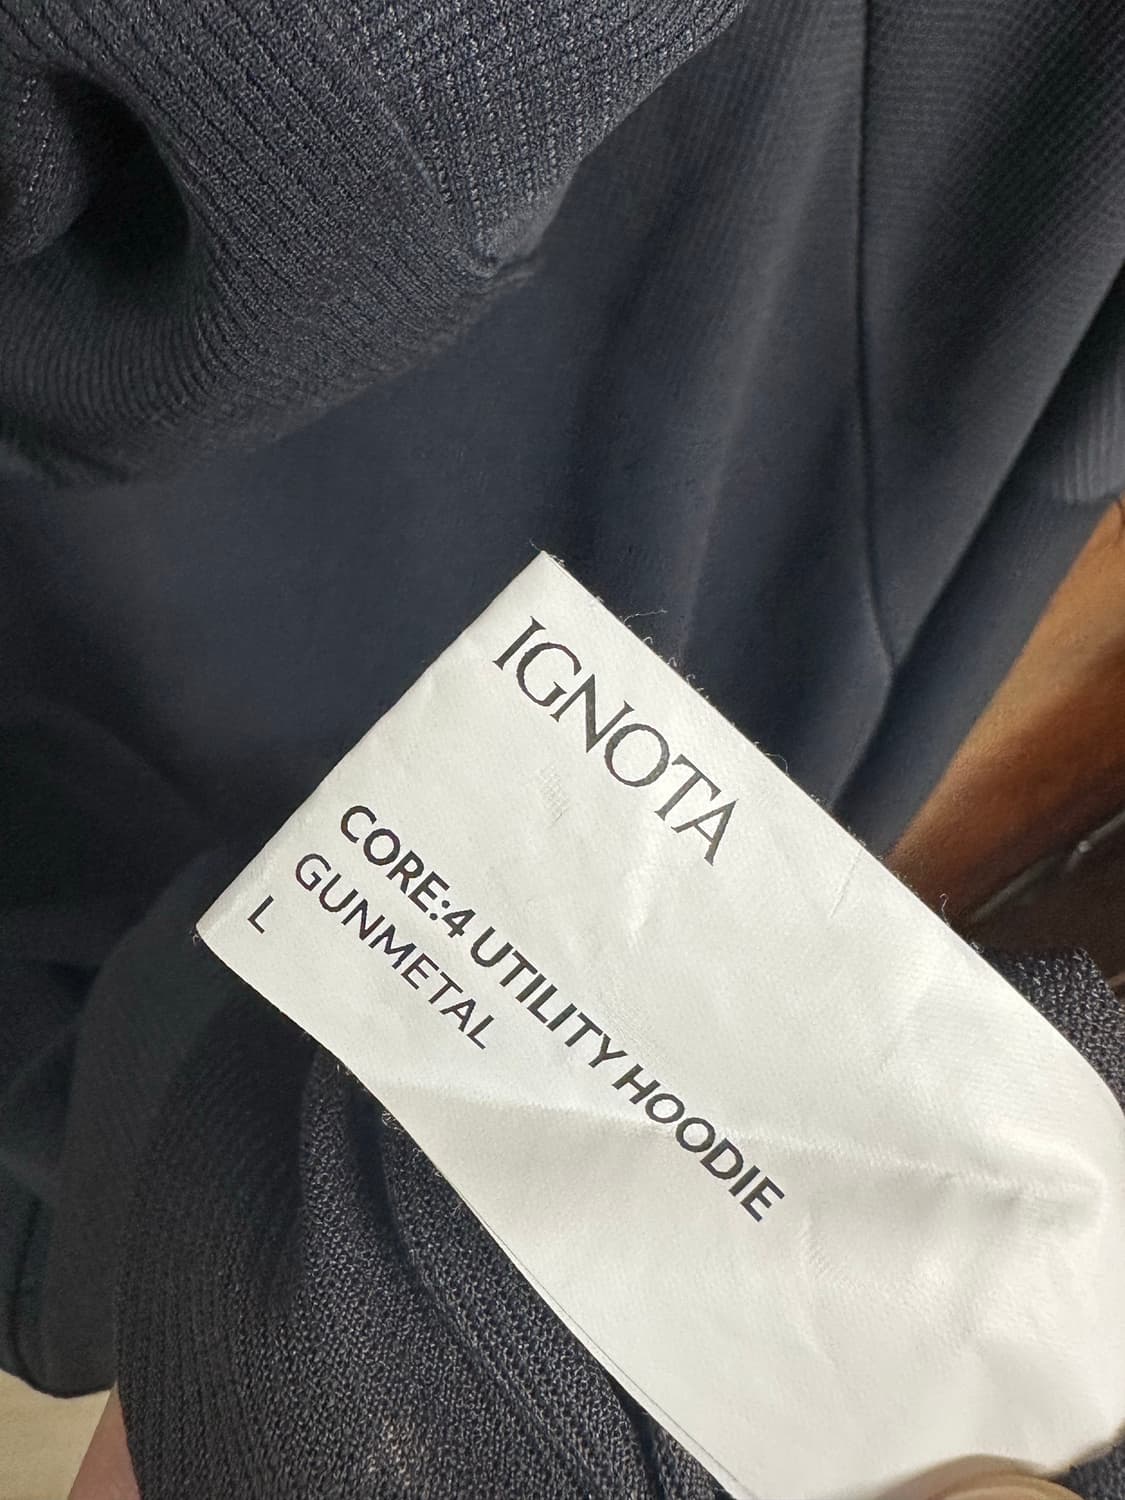 IGNOTA
CORE:4 UTILITY HOODIE
GUNMETAL
L